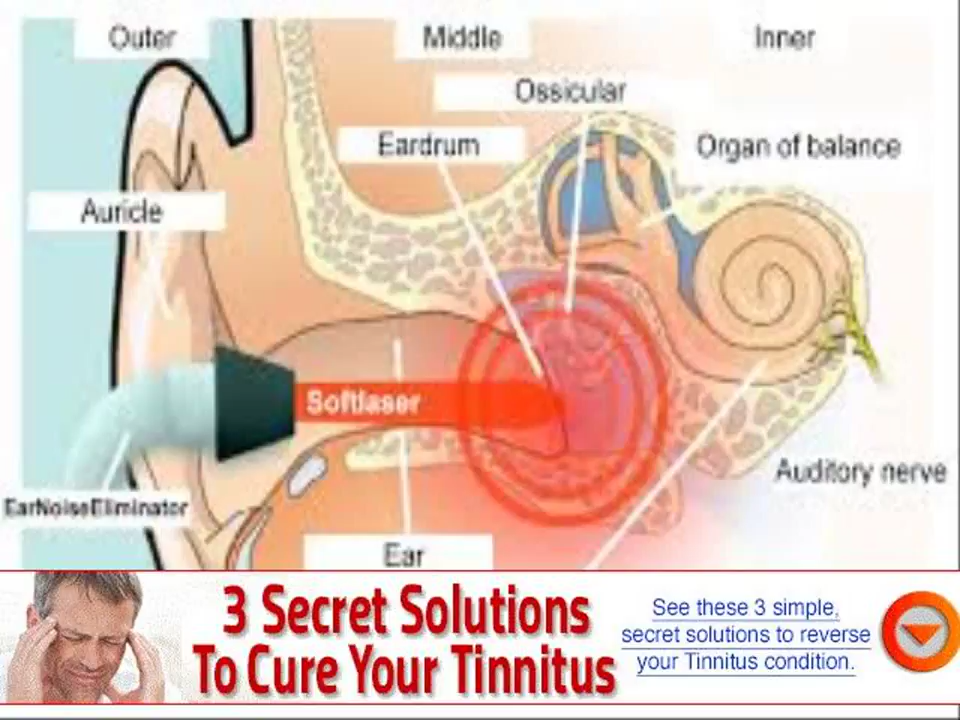 Outer
Middle
Inner
Ossicular
Eardrum
Organ of balance
Auricle
Softlaser
Auditory nerve
EarNoiseEliminator
Ear
3 Secret Solutions
To Cure Your Tinnitus
See these 3 simple,
secret solutions to reverse
your Tinnitus condition.